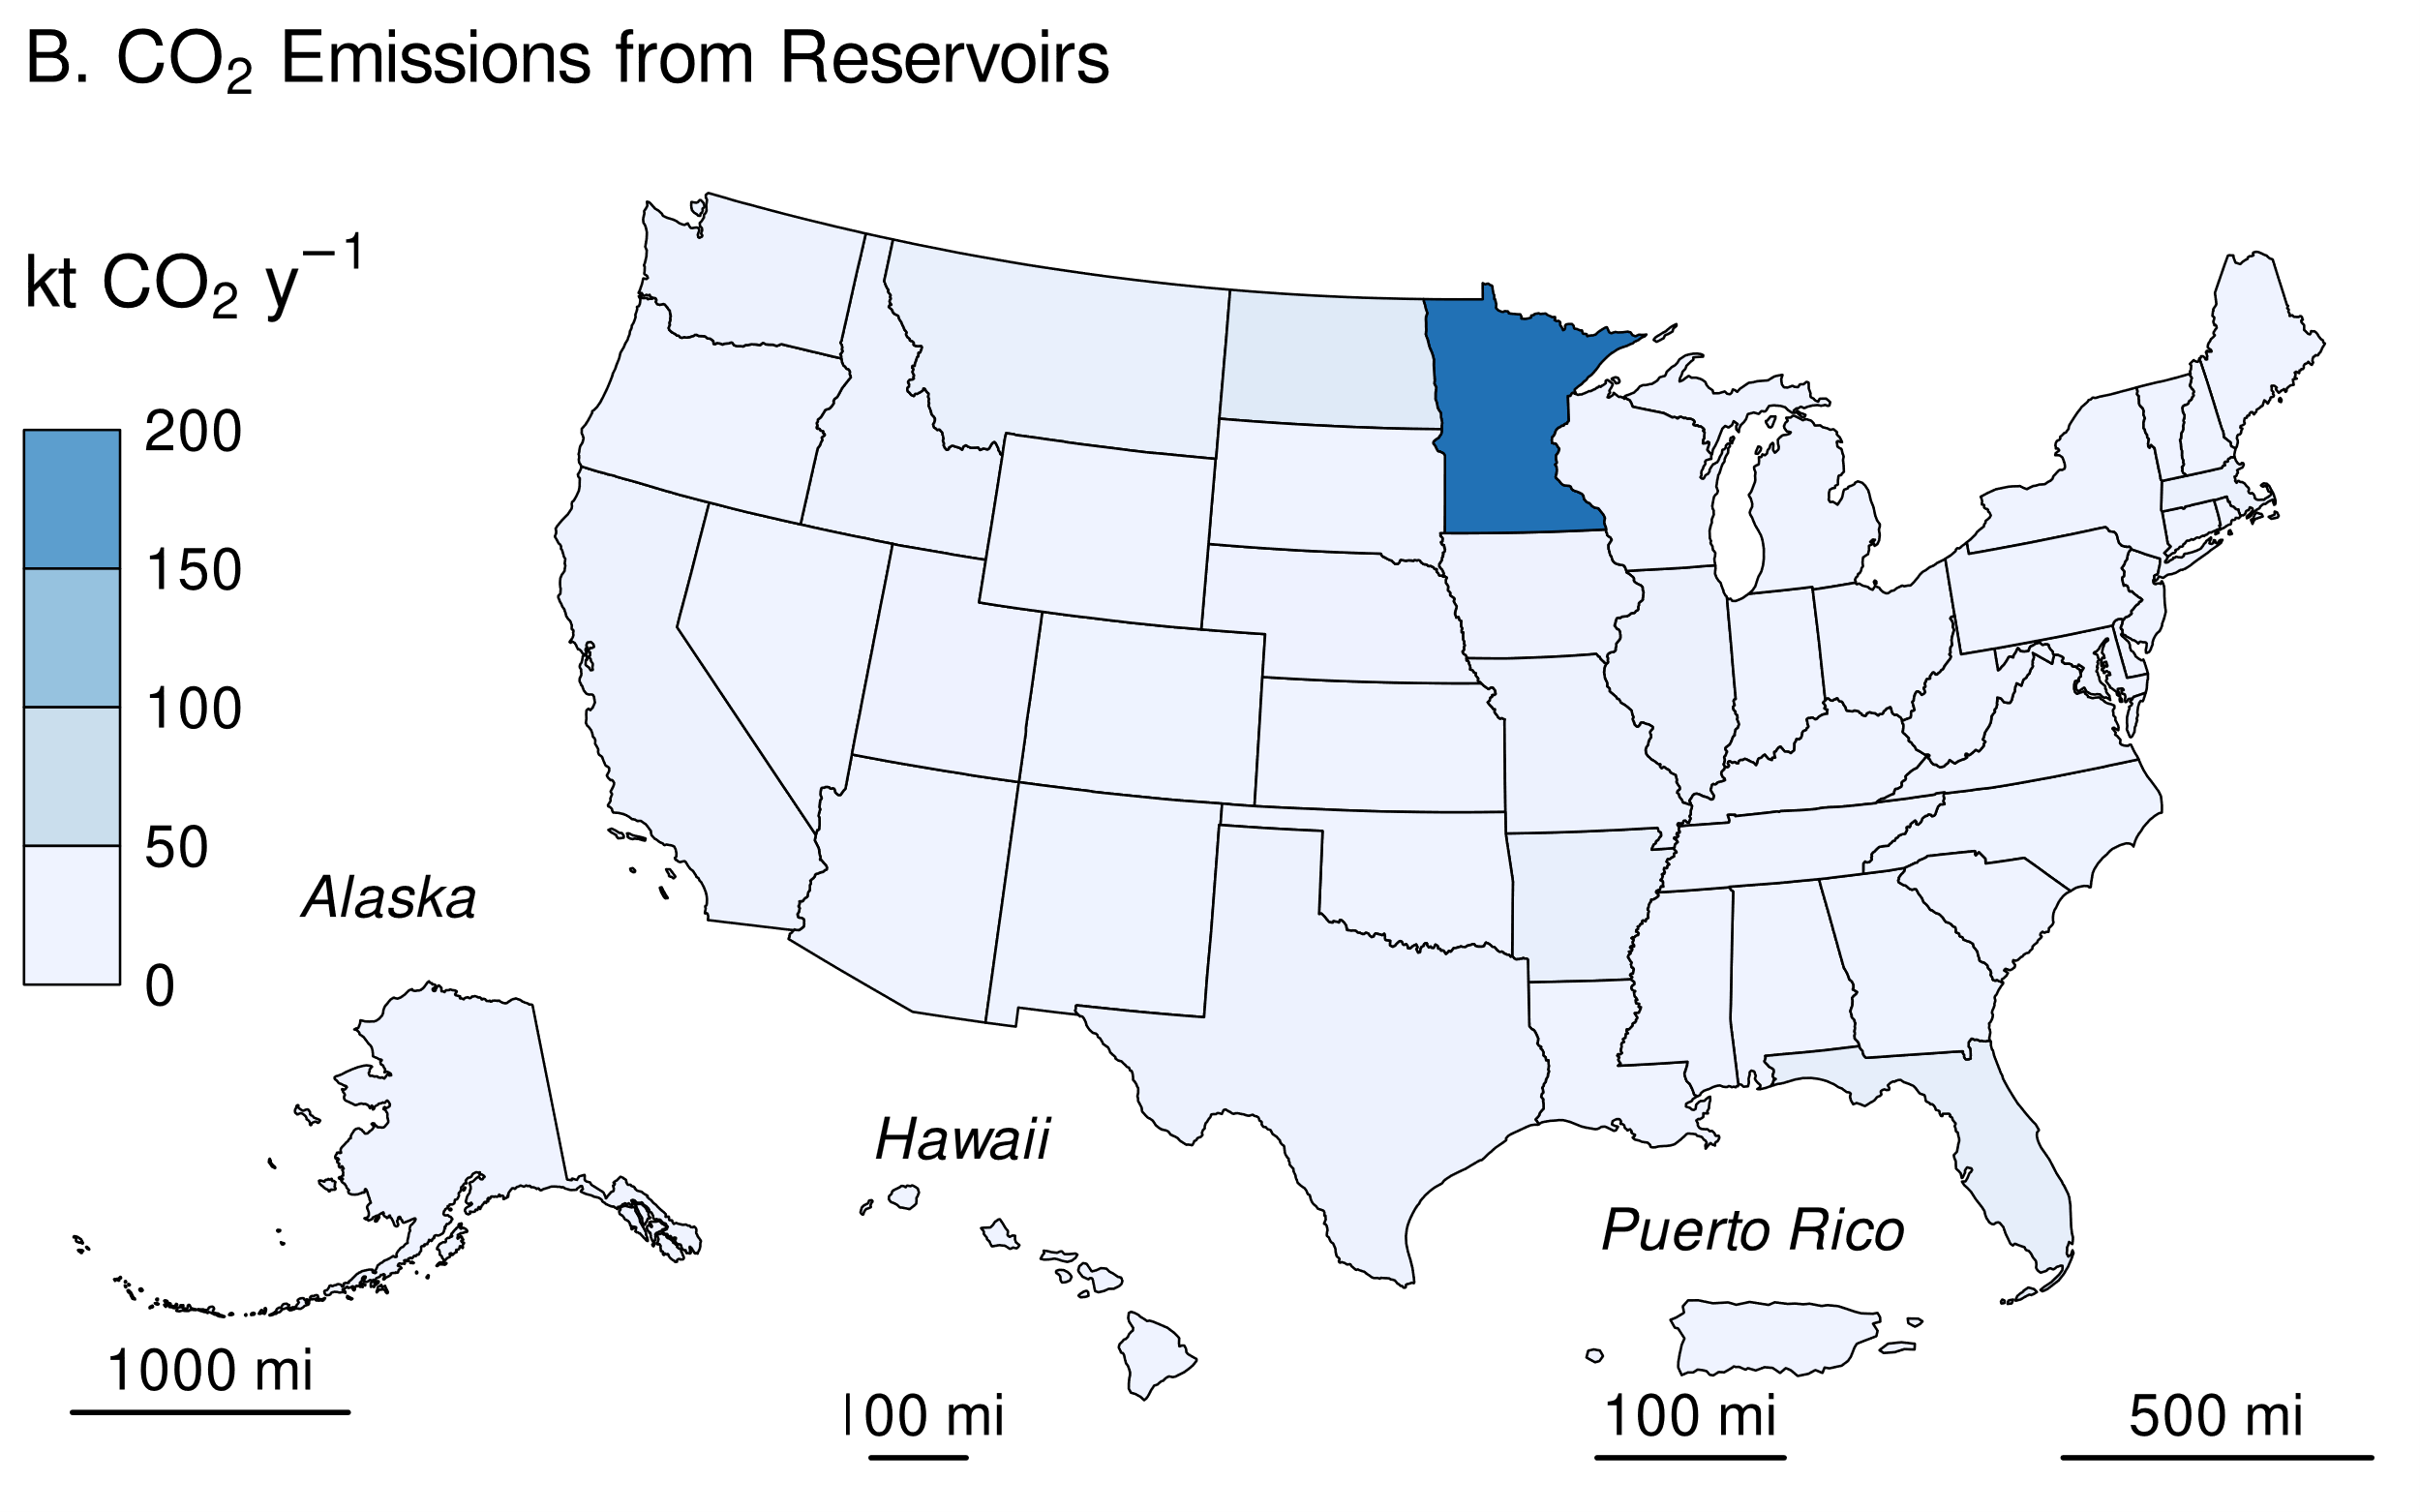 B. CO₂ Emissions from Reservoirs
kt CO₂ y⁻¹
200
150
100
50
0
Alaska
Hawaii
Puerto Rico
1000 mi
100 mi
100 mi
500 mi